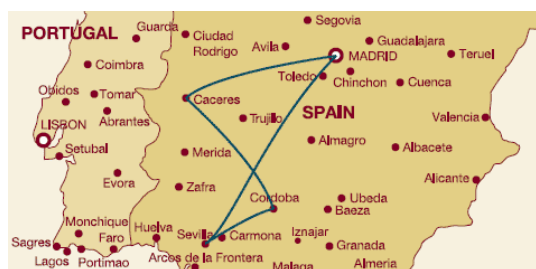 Segovia
PORTUGAL
Guarda
Ciudad
Rodrigo
Avila
Guadalajara
MADRID
Teruel
Coimbra
Toledo
Chinchon
Cuenca
Obidos
Tomar
Caceres
Abrantes
Trujillo
SPAIN
Valencia
LISBON
Setubal
Almagro
Merida
Albacete
Evora
Zafra
Alicante
Cordoba
Ubeda
Baeza
Monchique
Huelva
Sevilla
Carmona
Iznajar
Sagres
Faro
Granada
Lagos
Portimao
Arcos de la Frontera
Malaga
Almeria